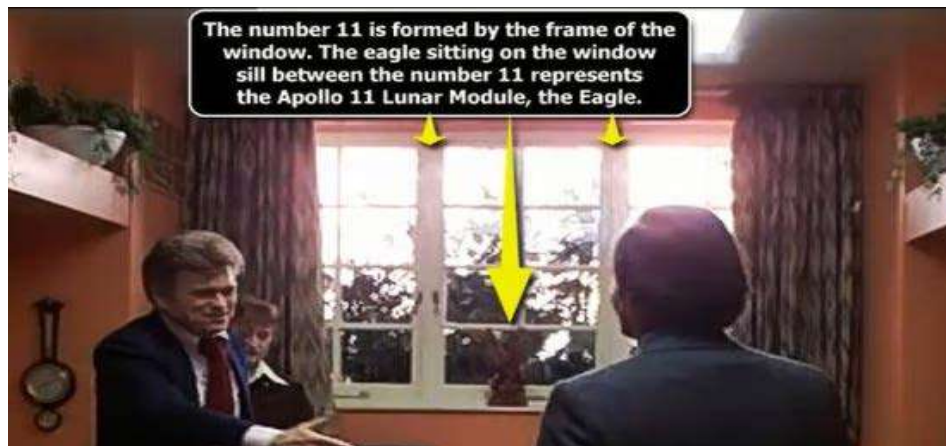 The number 11 is formed by the frame of the
window. The eagle sitting on the window
sill between the number 11 represents
the Apollo 11 Lunar Module, the Eagle.